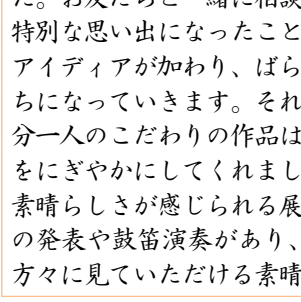 た。お友だちと一緒に相談
特別な思い出になったこと
アイディアが加わり、ばら
ちになっていきます。それ
分一人のこだわりの作品は
をにぎやかにしてくれまし
素晴らしさが感じられる展
の発表や鼓笛演奏があり、
方々に見ていただける素晴